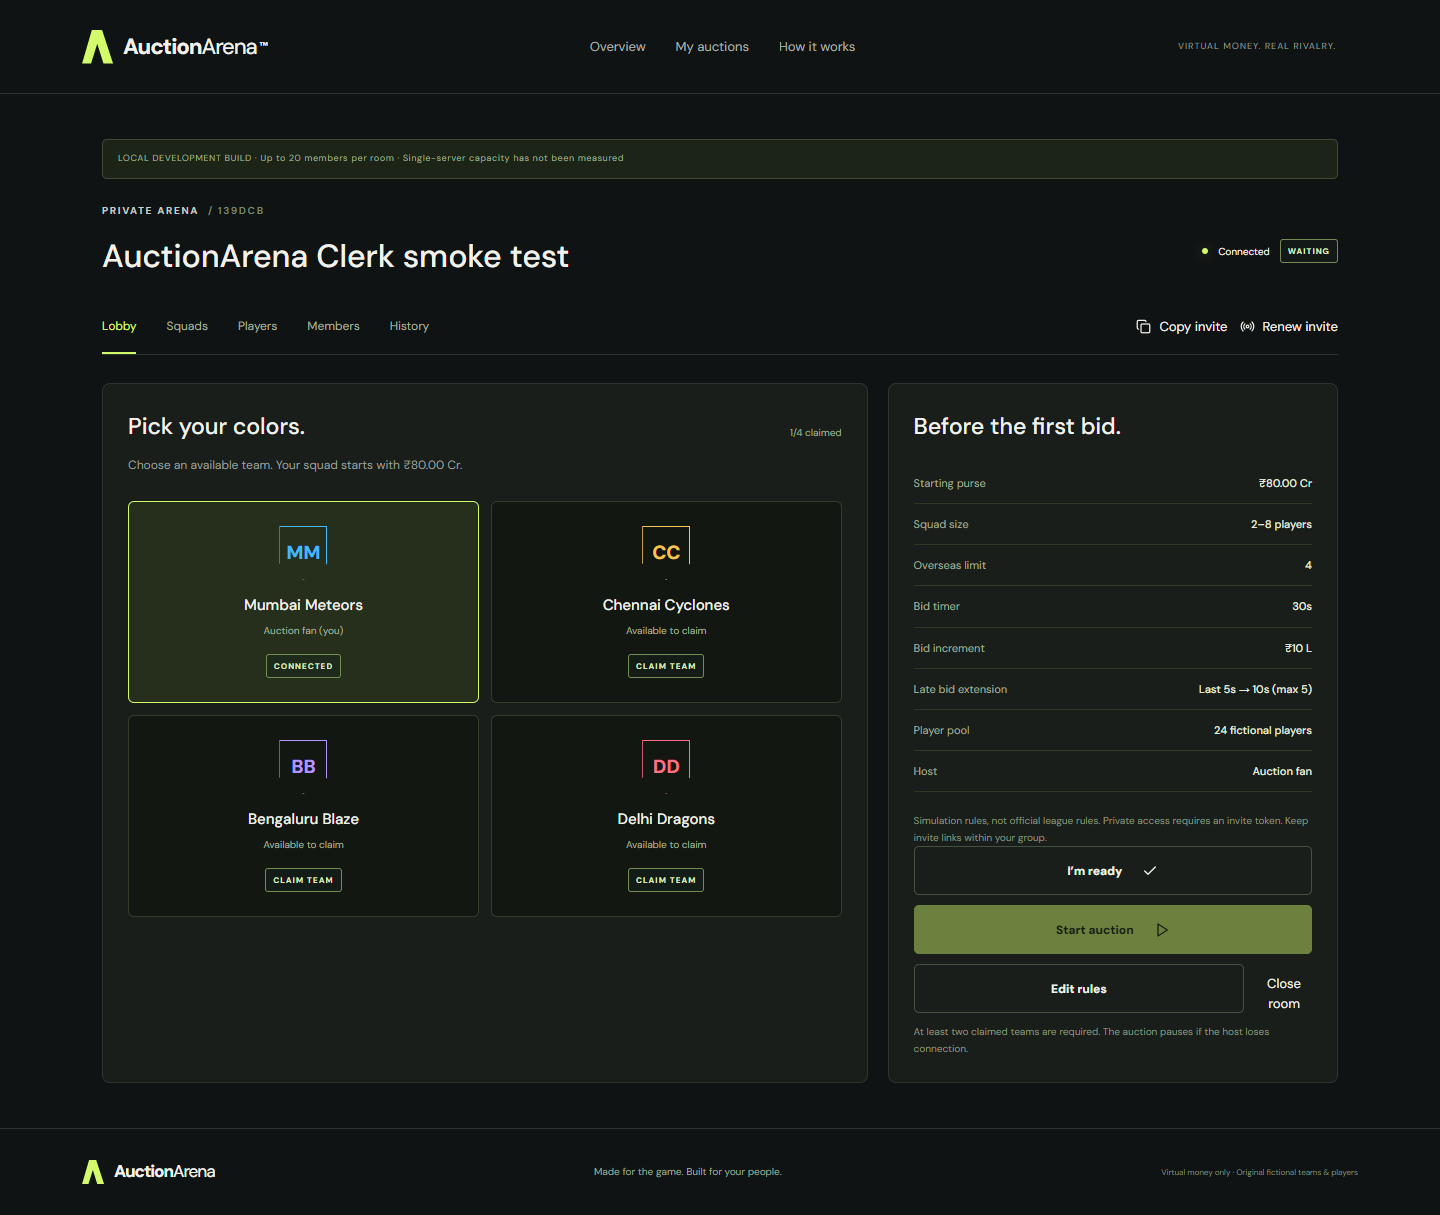 AuctionArena™
Overview
My auctions
How it works
VIRTUAL MONEY. REAL RIVALRY.
LOCAL DEVELOPMENT BUILD · Up to 20 members per room · Single-server capacity has not been measured
PRIVATE ARENA / 139DCB
AuctionArena Clerk smoke test
Connected
WAITING
Lobby
Squads
Players
Members
History
Copy invite
Renew invite
Pick your colors.
1/4 claimed
Choose an available team. Your squad starts with ₹80.00 Cr.
MM
Mumbai Meteors
Auction fan (you)
CONNECTED
CC
Chennai Cyclones
Available to claim
CLAIM TEAM
BB
Bengaluru Blaze
Available to claim
CLAIM TEAM
DD
Delhi Dragons
Available to claim
CLAIM TEAM
Before the first bid.
Starting purse ₹80.00 Cr
Squad size 2–8 players
Overseas limit 4
Bid timer 30s
Bid increment ₹10 L
Late bid extension Last 5s → 10s (max 5)
Player pool 24 fictional players
Host Auction fan
Simulation rules, not official league rules. Private access requires an invite token. Keep
invite links within your group.
I’m ready
Start auction
Edit rules
Close
room
At least two claimed teams are required. The auction pauses if the host loses
connection.
AuctionArena
Made for the game. Built for your people.
Virtual money only · Original fictional teams & players